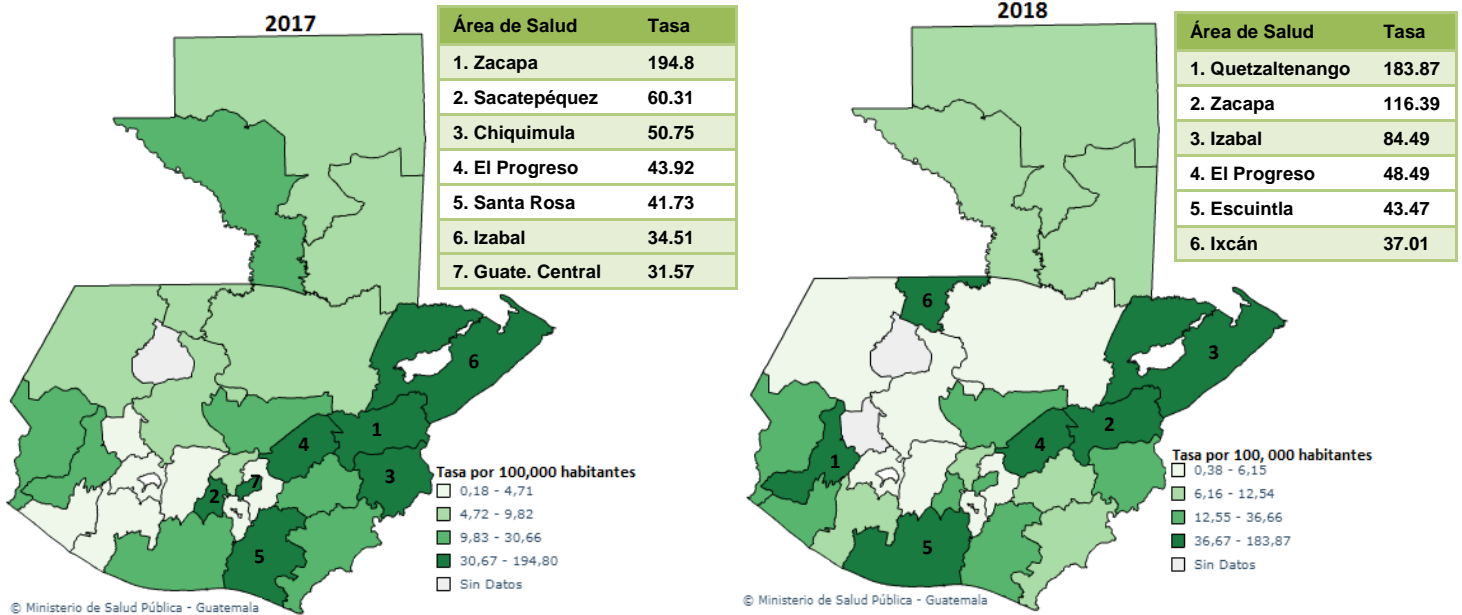 2017
Área de Salud Tasa
1. Zacapa 194.8
2. Sacatepéquez 60.31
3. Chiquimula 50.75
4. El Progreso 43.92
5. Santa Rosa 41.73
6. Izabal 34.51
7. Guate. Central 31.57
6
1
4
3
7
2
5
Tasa por 100,000 habitantes
0,18 - 4,71
4,72 - 9,82
9,83 - 30,66
30,67 - 194,80
Sin Datos
© Ministerio de Salud Pública - Guatemala
2018
Área de Salud Tasa
1. Quetzaltenango 183.87
2. Zacapa 116.39
3. Izabal 84.49
4. El Progreso 48.49
5. Escuintla 43.47
6. Ixcán 37.01
6
3
2
4
1
5
Tasa por 100, 000 habitantes
0,38 - 6,15
6,16 - 12,54
12,55 - 36,66
36,67 - 183,87
Sin Datos
© Ministerio de Salud Pública - Guatemala